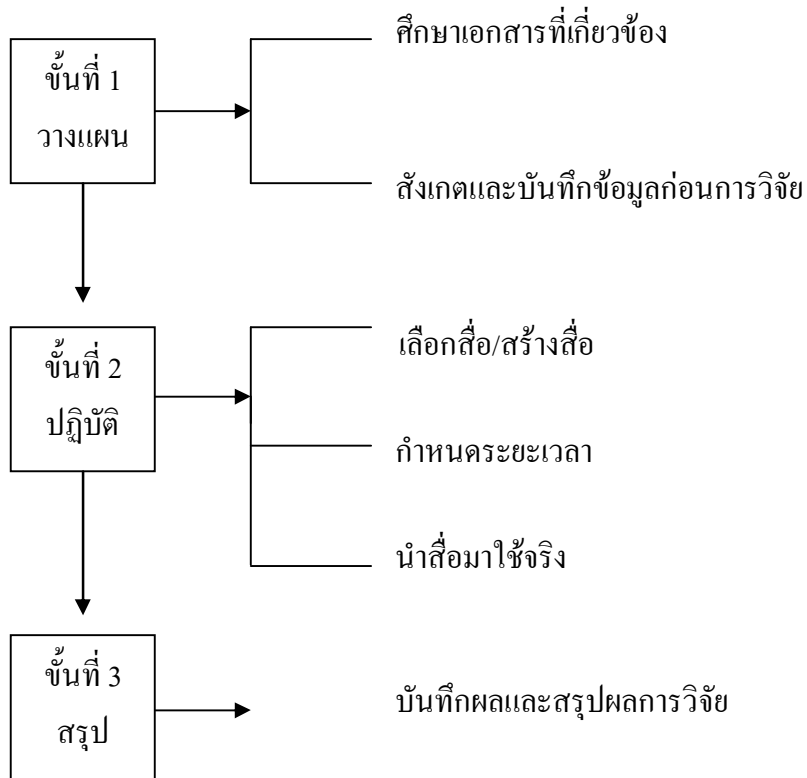 ขั้นที่ 1
วางแผน
ศึกษาเอกสารที่เกี่ยวข้อง
สังเกตและบันทึกข้อมูลก่อนการวิจัย
ขั้นที่ 2
ปฏิบัติ
เลือกสื่อ/สร้างสื่อ
กำหนดระยะเวลา
นำสื่อมาใช้จริง
ขั้นที่ 3
สรุป
บันทึกผลและสรุปผลการวิจัย